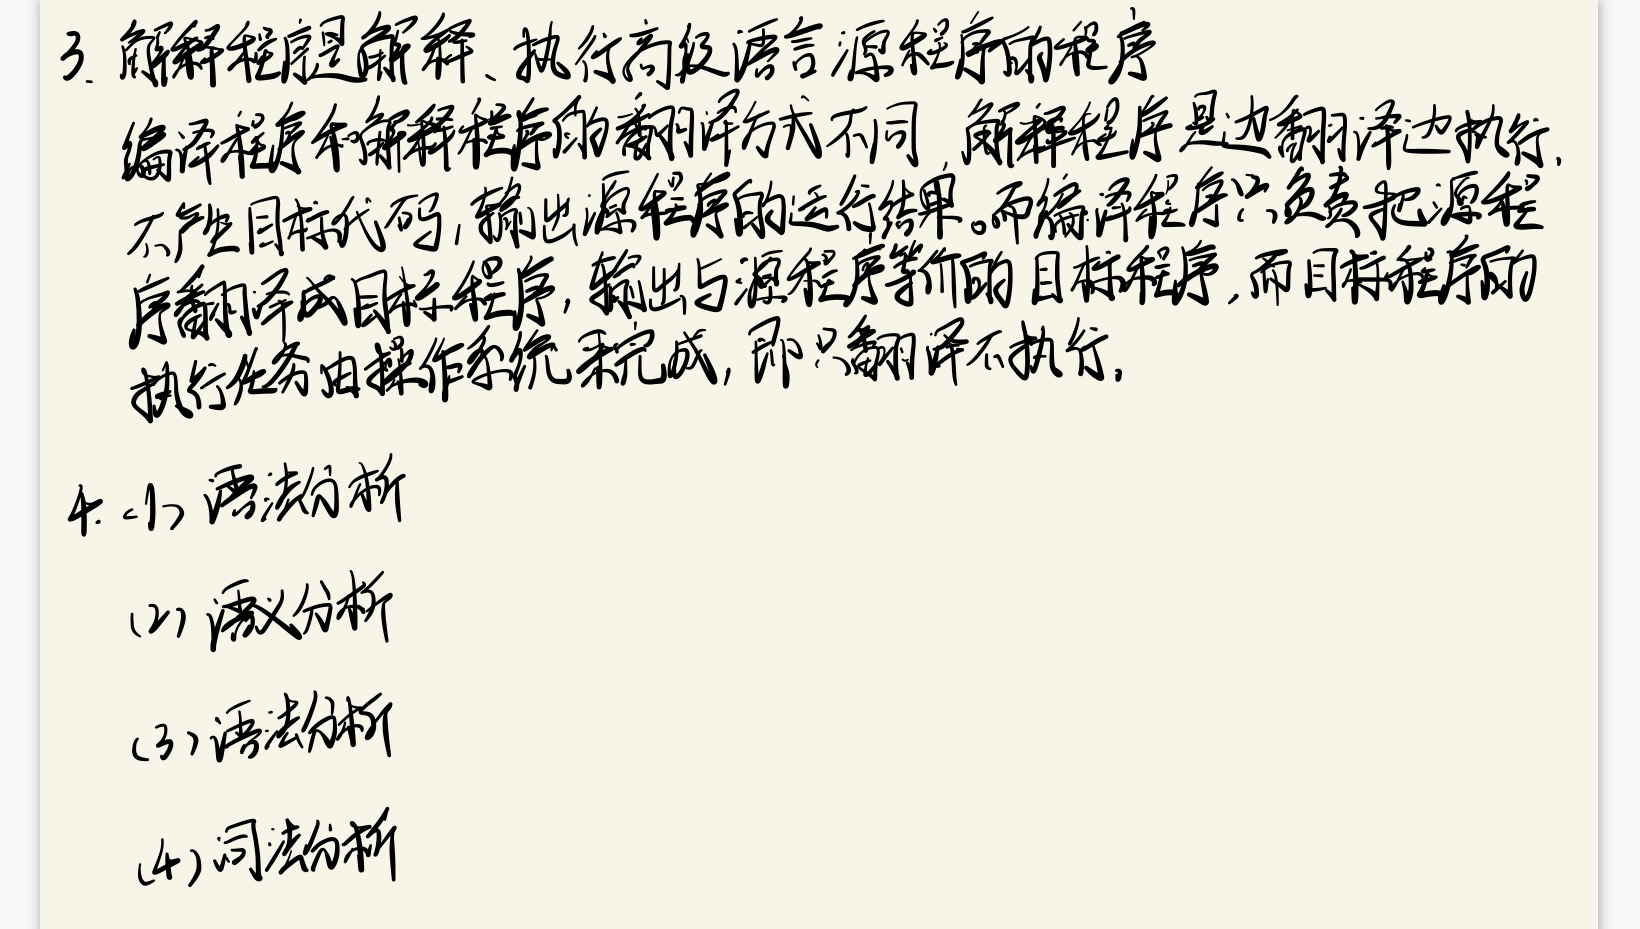 3. 解释程序是解释、执行高级语言源程序的程序
编译程序和解释程序的翻译方式不同,解释程序是边翻译边执行,
不产生目标代码,输出源程序的运行结果。而编译程序只负责把源程
序翻译成目标程序,输出与源程序等价的目标程序,而目标程序的
执行任务由操作系统来完成,即只翻译不执行.
4. (1) 语法分析
(2) 语义分析
(3) 语法分析
(4) 词法分析